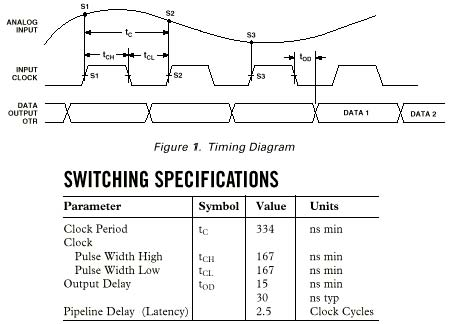 S1
S2
ANALOG
INPUT
tC
S3
tCH
tCL
tOD
INPUT
CLOCK
S1
S2
S3
DATA
OUTPUT
OTR
DATA 1
DATA 2
Figure 1. Timing Diagram
SWITCHING SPECIFICATIONS
Parameter Symbol Value Units
Clock Period tC 334 ns min
Clock
Pulse Width High tCH 167 ns min
Pulse Width Low tCL 167 ns min
Output Delay tOD 15 ns min
30 ns typ
Pipeline Delay (Latency) 2.5 Clock Cycles